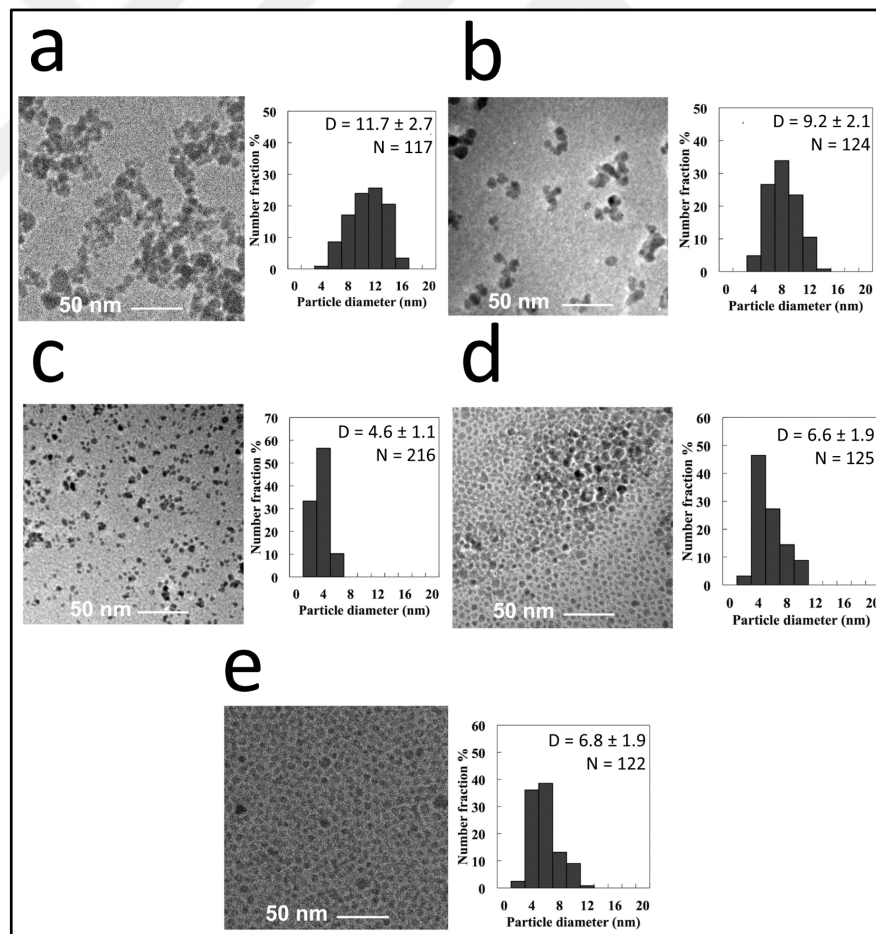 a
50 nm
Number fraction %
50
40
30
20
10
0
D = 11.7 ± 2.7
N = 117
0 4 8 12 16 20
Particle diameter (nm)
b
50 nm
Number fraction %
50
40
30
20
10
0
D = 9.2 ± 2.1
N = 124
0 4 8 12 16 20
Particle diameter (nm)
c
50 nm
Number fraction %
70
60
50
40
30
20
10
0
D = 4.6 ± 1.1
N = 216
0 4 8 12 16 20
Particle diameter (nm)
d
50 nm
Number fraction %
60
50
40
30
20
10
0
D = 6.6 ± 1.9
N = 125
0 4 8 12 16 20
Particle diameter (nm)
e
50 nm
Number fraction %
60
50
40
30
20
10
0
D = 6.8 ± 1.9
N = 122
0 4 8 12 16 20
Particle diameter (nm)